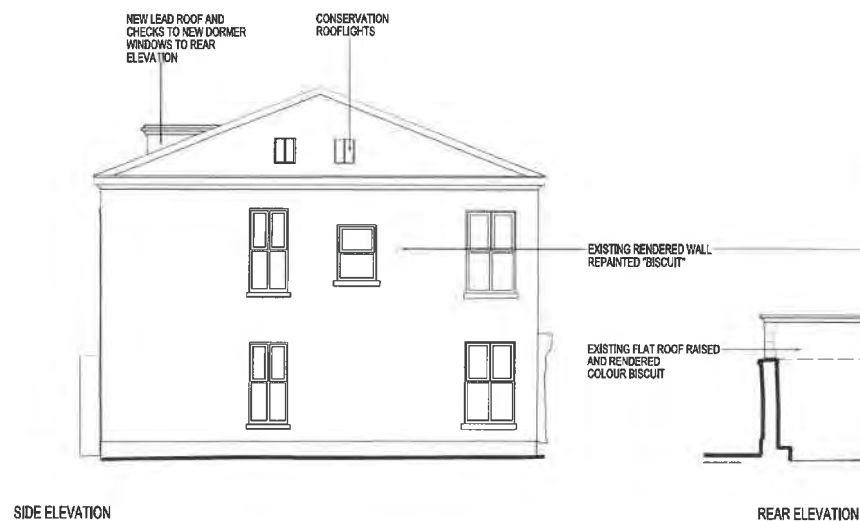 NEW LEAD ROOF AND
CHECKS TO NEW DORMER
WINDOWS TO REAR
ELEVATION
CONSERVATION
ROOFLIGHTS
EXISTING RENDERED WALL
REPAINTED "BISCUIT"
EXISTING FLAT ROOF RAISED
AND RENDERED
COLOUR BISCUIT
SIDE ELEVATION
REAR ELEVATION